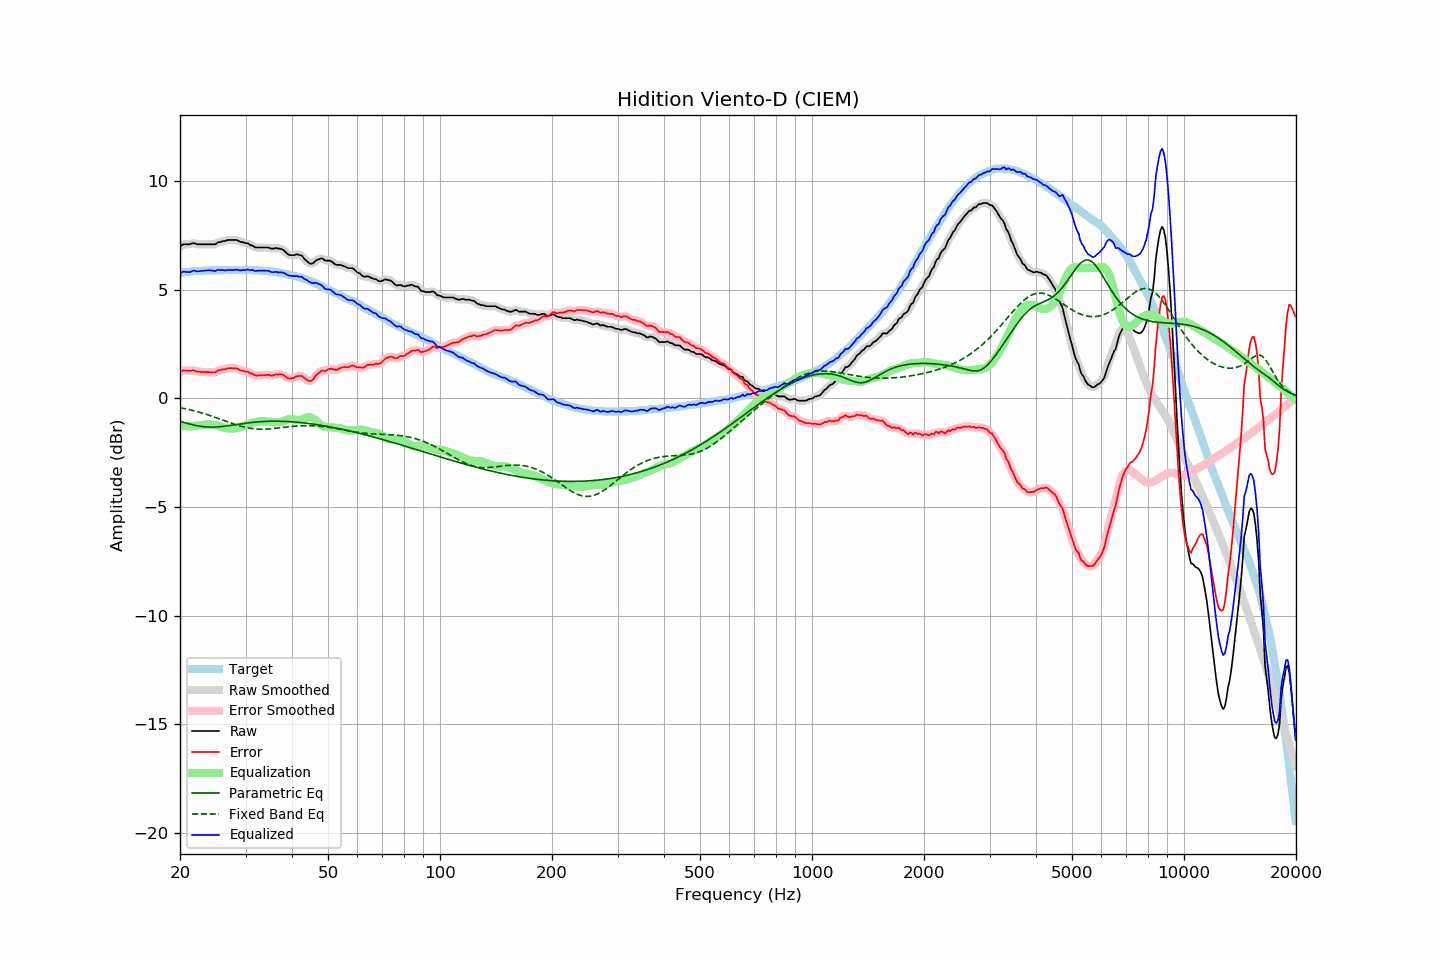 Hidition Viento-D (CIEM)
Amplitude (dBr)
10
5
0
−5
−10
−15
−20
Target
Raw Smoothed
Error Smoothed
Raw
Error
Equalization
Parametric Eq
Fixed Band Eq
Equalized
20 50 100 200 500 1000 2000 5000 10000 20000
Frequency (Hz)